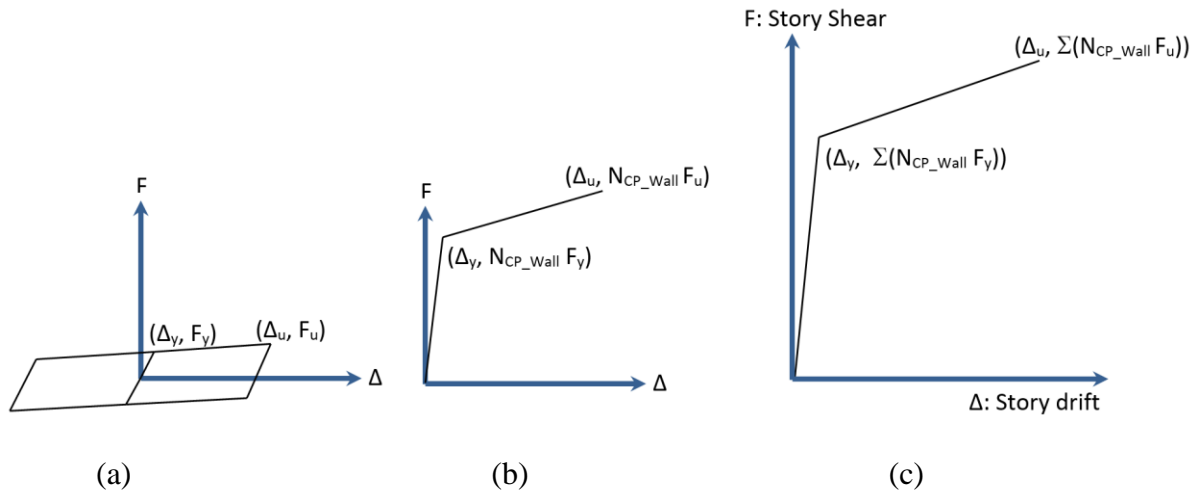 F
(Δy, Fy)
(Δu, Fu)
Δ
(a)
F
(Δu, NCP_Wall Fu)
(Δy, NCP_Wall Fy)
Δ
(b)
F: Story Shear
(Δu, Σ(NCP_Wall Fu))
(Δy, Σ(NCP_Wall Fy))
Δ: Story drift
(c)